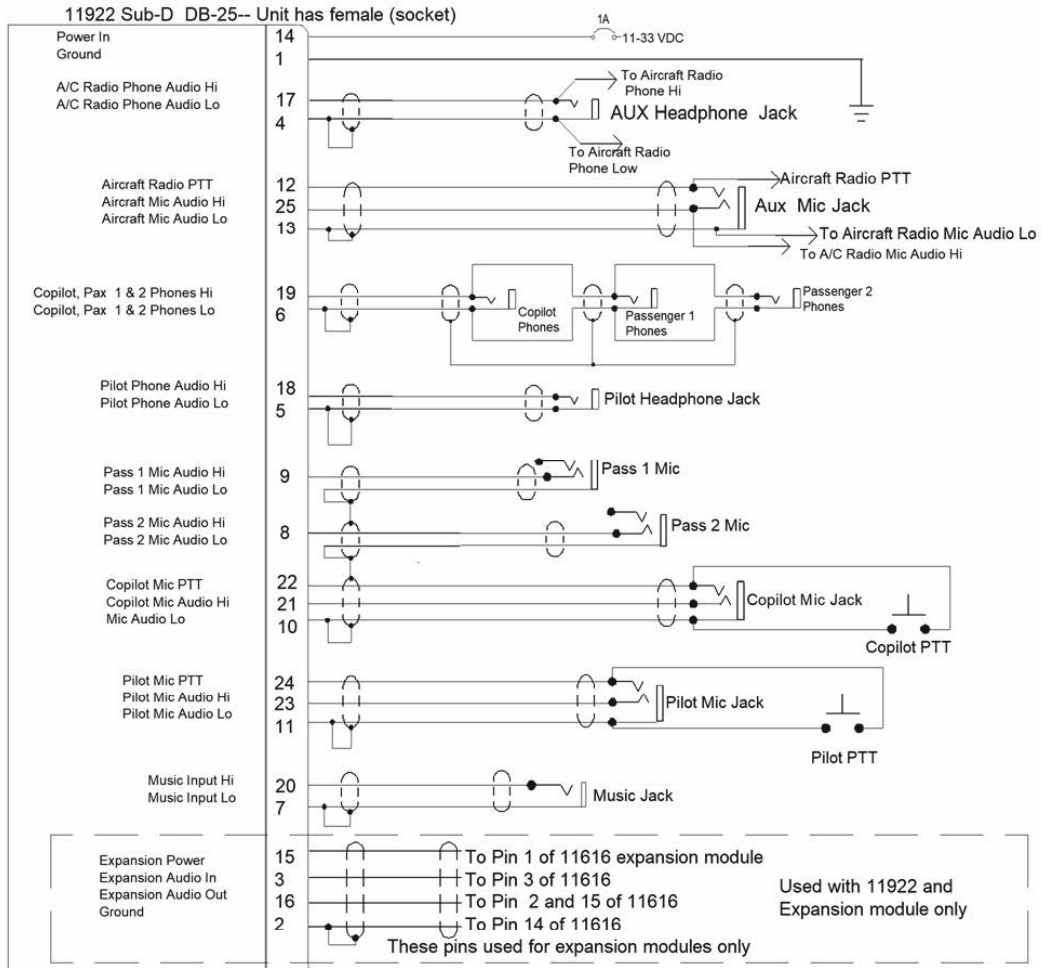 11922 Sub-D DB-25-- Unit has female (socket)
Power In
Ground
14
1
1A
11-33 VDC
A/C Radio Phone Audio Hi
A/C Radio Phone Audio Lo
17
4
To Aircraft Radio
Phone Hi
AUX Headphone Jack
To Aircraft Radio
Phone Low
Aircraft Radio PTT
Aircraft Mic Audio Hi
Aircraft Mic Audio Lo
12
25
13
Aircraft Radio PTT
Aux Mic Jack
To Aircraft Radio Mic Audio Lo
To A/C Radio Mic Audio Hi
Copilot, Pax 1 & 2 Phones Hi
Copilot, Pax 1 & 2 Phones Lo
19
6
Copilot
Phones
Passenger 1
Phones
Passenger 2
Phones
Pilot Phone Audio Hi
Pilot Phone Audio Lo
18
5
Pilot Headphone Jack
Pass 1 Mic Audio Hi
Pass 1 Mic Audio Lo
9
Pass 1 Mic
Pass 2 Mic Audio Hi
Pass 2 Mic Audio Lo
8
Pass 2 Mic
Copilot Mic PTT
Copilot Mic Audio Hi
Mic Audio Lo
22
21
10
Copilot Mic Jack
Copilot PTT
Pilot Mic PTT
Pilot Mic Audio Hi
Pilot Mic Audio Lo
24
23
11
Pilot Mic Jack
Pilot PTT
Music Input Hi
Music Input Lo
20
7
Music Jack
Expansion Power
Expansion Audio In
Expansion Audio Out
Ground
15
3
16
2
To Pin 1 of 11616 expansion module
To Pin 3 of 11616
To Pin 2 and 15 of 11616
To Pin 14 of 11616
These pins used for expansion modules only
Used with 11922 and
Expansion module only